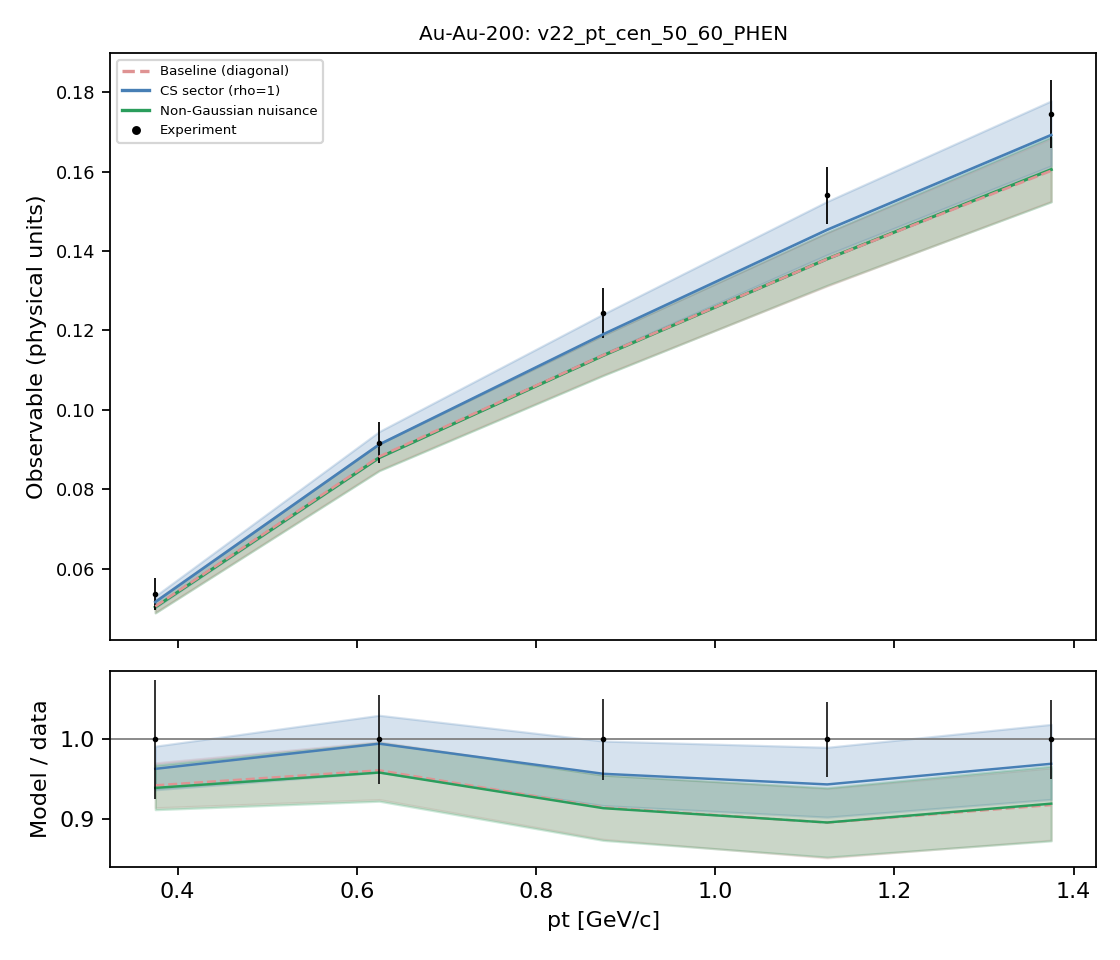 Au-Au-200: v22_pt_cen_50_60_PHEN
Baseline (diagonal)
CS sector (rho=1)
Non-Gaussian nuisance
Experiment
Observable (physical units)
0.18
0.16
0.14
0.12
0.10
0.08
0.06
Model / data
1.0
0.9
0.4
0.6
0.8
1.0
1.2
1.4
pt [GeV/c]